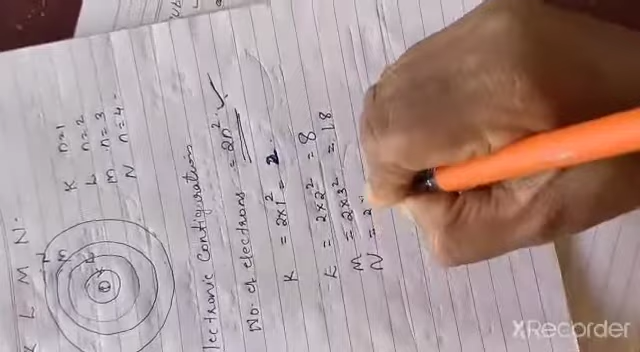 K L M N.
K n=1
L n=2
M n=3
N n=4
K L M N
Electronic Configuration
No. of electrons = 2n² ✓
K = 2×1² = 2
L = 2×2² = 8
M = 2×3² = 18
N = 2
XRecorder